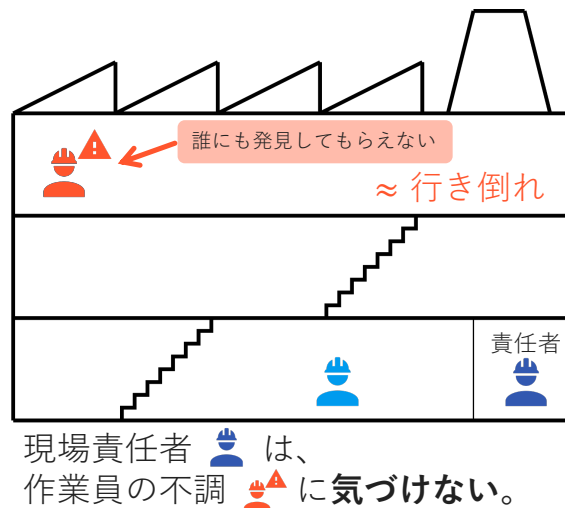 誰にも発見してもらえない
≈ 行き倒れ
責任者
現場責任者 は、
作業員の不調 に気づけない。